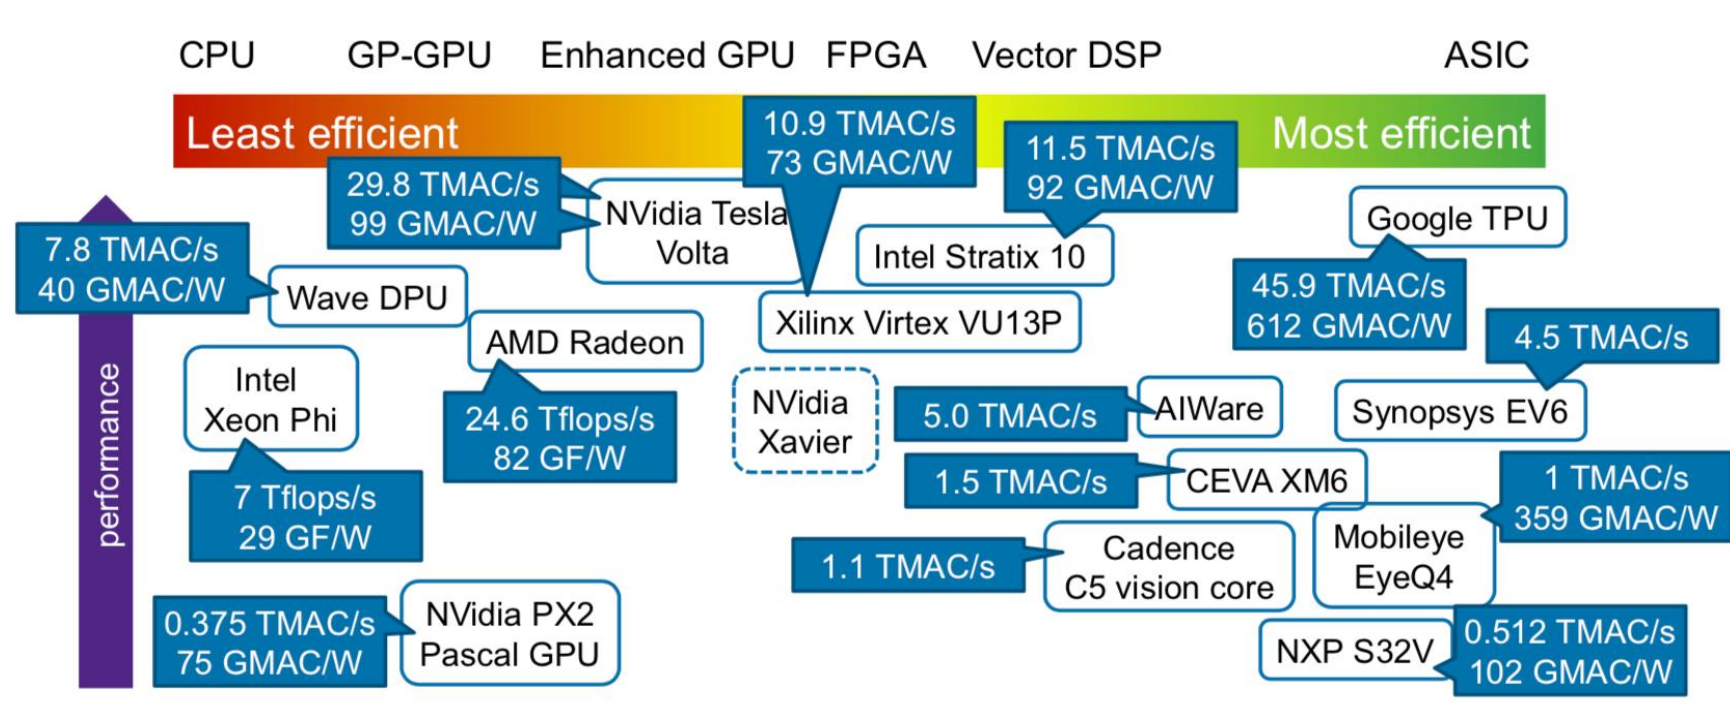 CPU
GP-GPU
Enhanced GPU
FPGA
Vector DSP
ASIC
Least efficient
Most efficient
performance
7.8 TMAC/s
40 GMAC/W
Wave DPU
29.8 TMAC/s
99 GMAC/W
NVidia Tesla
Volta
10.9 TMAC/s
73 GMAC/W
Xilinx Virtex VU13P
11.5 TMAC/s
92 GMAC/W
Intel Stratix 10
Google TPU
45.9 TMAC/s
612 GMAC/W
4.5 TMAC/s
Synopsys EV6
Intel
Xeon Phi
7 Tflops/s
29 GF/W
AMD Radeon
24.6 Tflops/s
82 GF/W
NVidia
Xavier
5.0 TMAC/s
AIWare
1.5 TMAC/s
CEVA XM6
1.1 TMAC/s
Cadence
C5 vision core
Mobileye
EyeQ4
1 TMAC/s
359 GMAC/W
0.375 TMAC/s
75 GMAC/W
NVidia PX2
Pascal GPU
NXP S32V
0.512 TMAC/s
102 GMAC/W